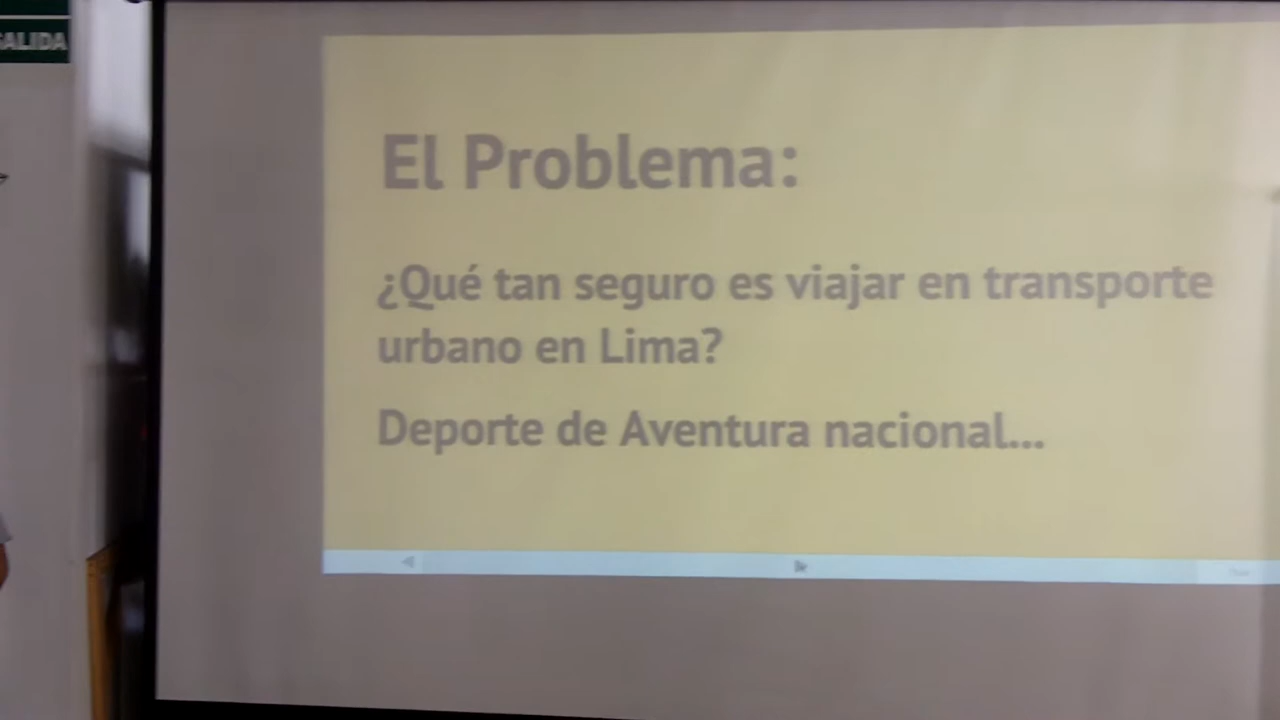 SALIDA
El Problema:
¿Qué tan seguro es viajar en transporte
urbano en Lima?
Deporte de Aventura nacional...